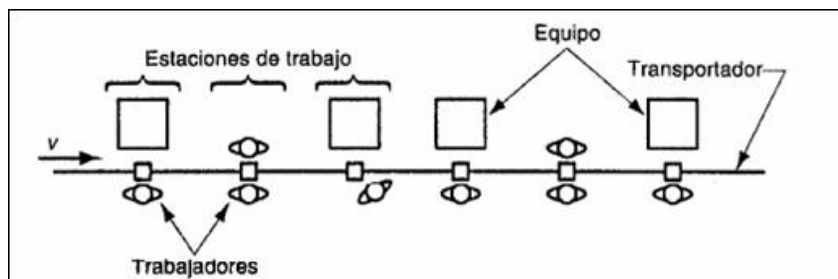 Equipo
Estaciones de trabajo
Transportador
v
Trabajadores